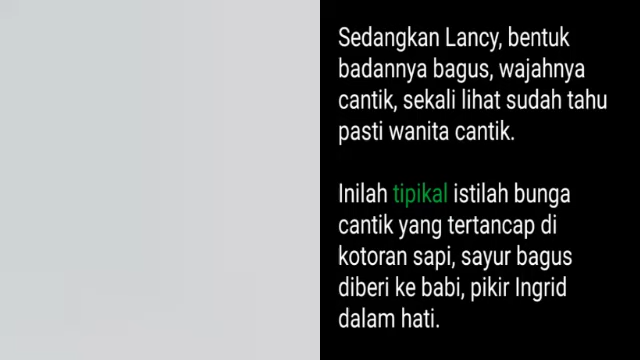 Sedangkan Lancy, bentuk
badannya bagus, wajahnya
cantik, sekali lihat sudah tahu
pasti wanita cantik.
Inilah tipikal istilah bunga
cantik yang tertancap di
kotoran sapi, sayur bagus
diberi ke babi, pikir Ingrid
dalam hati.